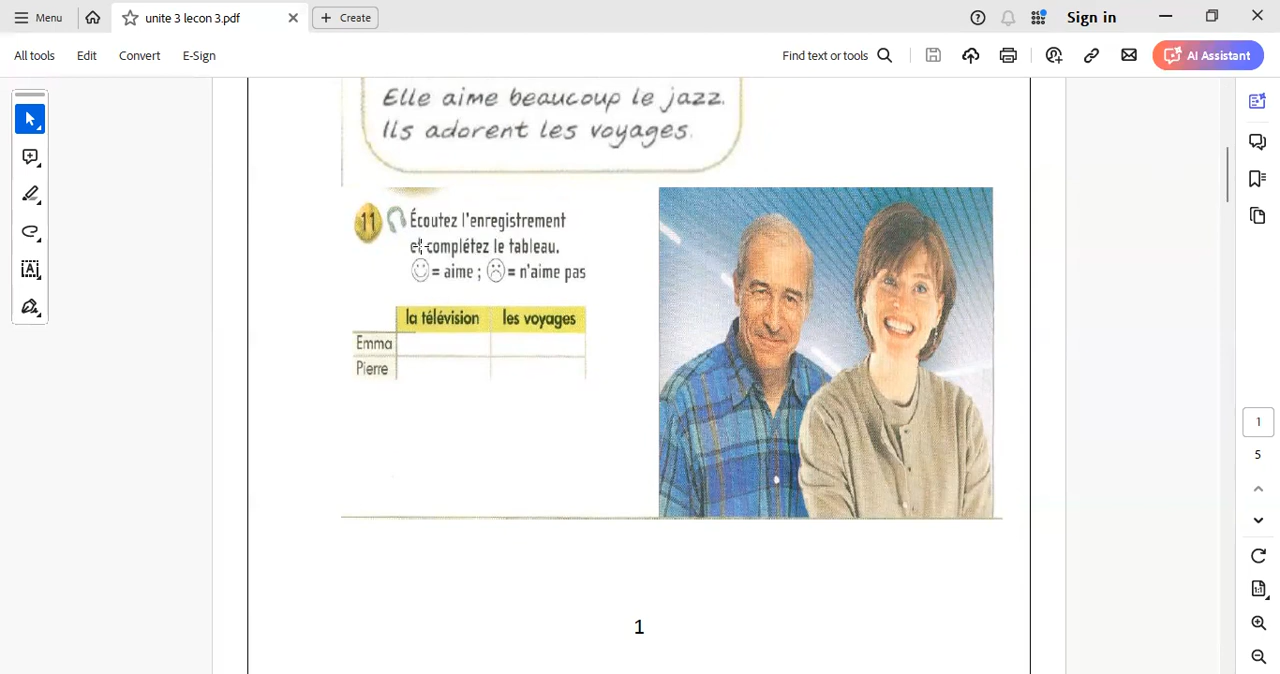 Menu
unite 3 lecon 3.pdf
Create
Sign in
All tools
Edit
Convert
E-Sign
Find text or tools
AI Assistant
Elle aime beaucoup le jazz.
Ils adorent les voyages.
11
Écoutez l'enregistrement
et complétez le tableau.
= aime ; = n'aime pas
la télévision les voyages
Emma
Pierre
1
1
5